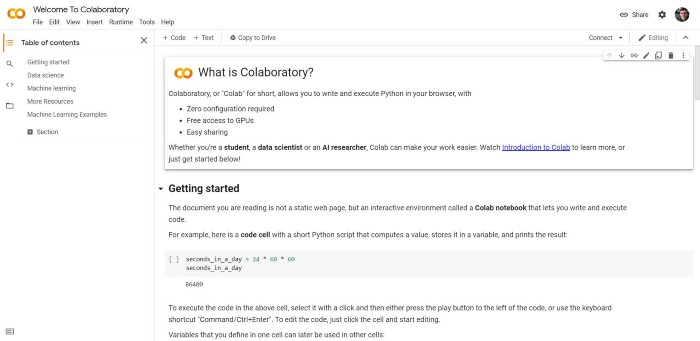 Welcome To Colaboratory
File Edit View Insert Runtime Tools Help
Share
Table of contents
+ Code + Text Copy to Drive
Connect
Editing
Getting started
Data science
Machine learning
More Resources
Machine Learning Examples
Section
What is Colaboratory?
Colaboratory, or "Colab" for short, allows you to write and execute Python in your browser, with
• Zero configuration required
• Free access to GPUs
• Easy sharing
Whether you're a student, a data scientist or an AI researcher, Colab can make your work easier. Watch Introduction to Colab to learn more, or
just get started below!
Getting started
The document you are reading is not a static web page, but an interactive environment called a Colab notebook that lets you write and execute
code.
For example, here is a code cell with a short Python script that computes a value, stores it in a variable, and prints the result:
[ ] seconds_in_a_day = 24 * 60 * 60
seconds_in_a_day
86400
To execute the code in the above cell, select it with a click and then either press the play button to the left of the code, or use the keyboard
shortcut "Command/Ctrl+Enter". To edit the code, just click the cell and start editing.
Variables that you define in one cell can later be used in other cells: